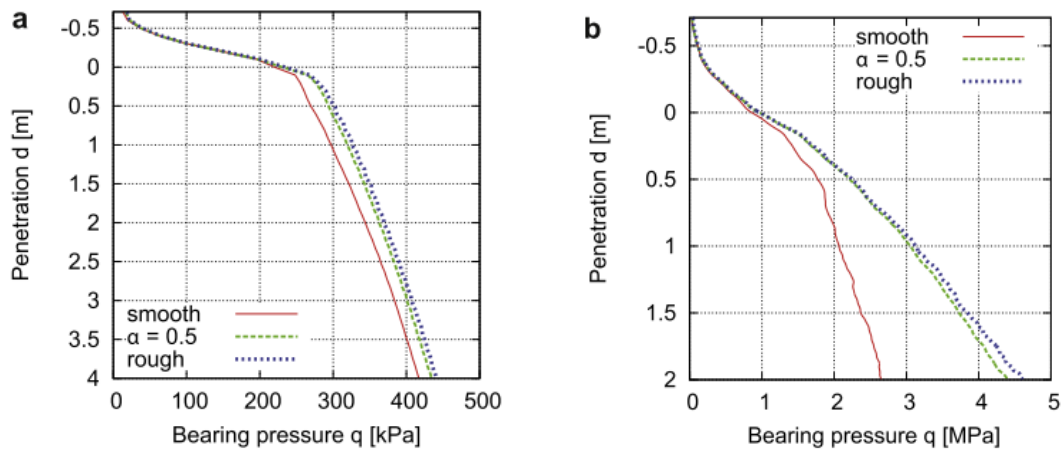 a
-0.5
0
0.5
1
1.5
2
2.5
3
3.5
4
Penetration d [m]
smooth
α = 0.5
rough
0 100 200 300 400 500
Bearing pressure q [kPa]
b
-0.5
0
0.5
1
1.5
2
Penetration d [m]
smooth
α = 0.5
rough
0 1 2 3 4 5
Bearing pressure q [MPa]